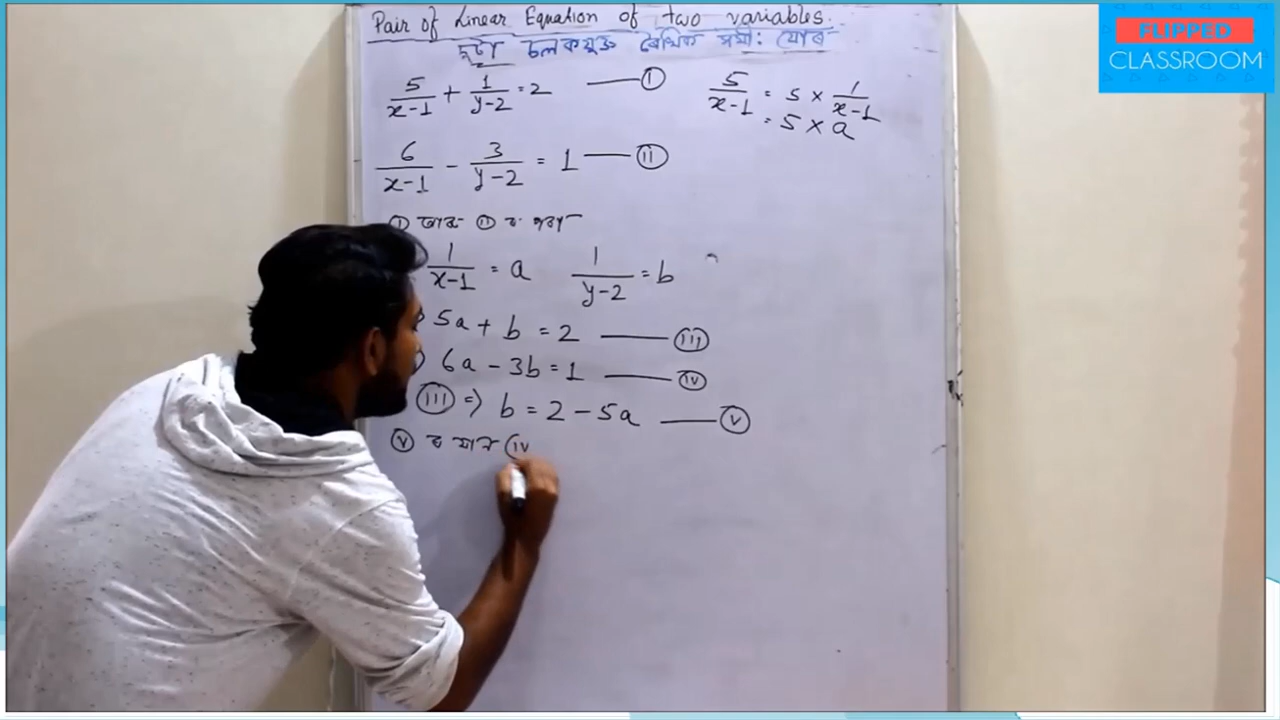 Pair of Linear Equation of two variables.
দুটা চলকযুক্ত ৰৈখিক সমী: যোৰ
5/(x-1) + 1/(y-2) = 2 —— (I)
6/(x-1) - 3/(y-2) = 1 —— (II)
(I) আৰু (II) ৰ পৰা
1/(x-1) = a 1/(y-2) = b
5a + b = 2 —— (III)
6a - 3b = 1 —— (IV)
(III) => b = 2 - 5a —— (V)
(V) ৰ মান (IV)
5/(x-1) = 5 × 1/(x-1)
= 5 × a
FLIPPED
CLASSROOM